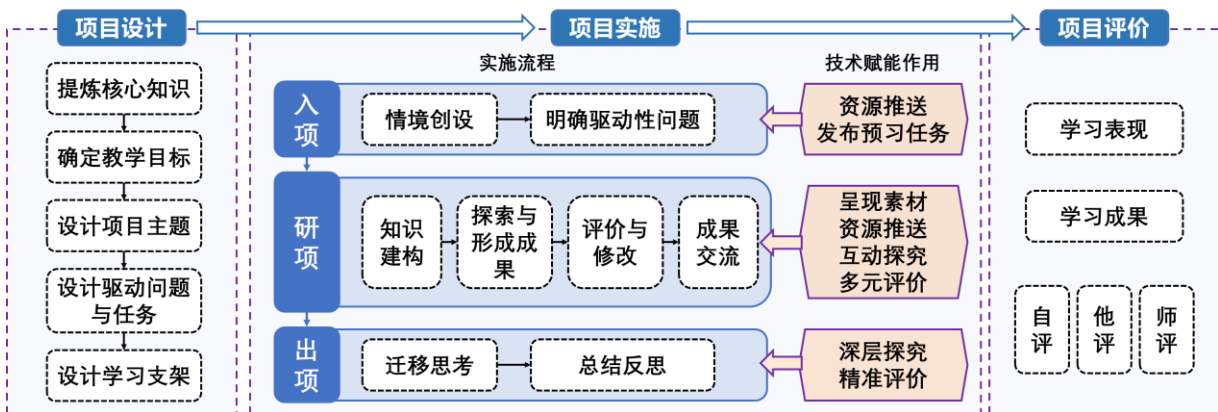 项目设计
项目实施
项目评价
提炼核心知识
确定教学目标
设计项目主题
设计驱动问题
与任务
设计学习支架
实施流程
技术赋能作用
入
项
情境创设
明确驱动性问题
资源推送
发布预习任务
研
项
知识
建构
探索与
形成成
果
评价与
修改
成果
交流
呈现素材
资源推送
互动探究
多元评价
出
项
迁移思考
总结反思
深层探究
精准评价
学习表现
学习成果
自
评
他
评
师
评